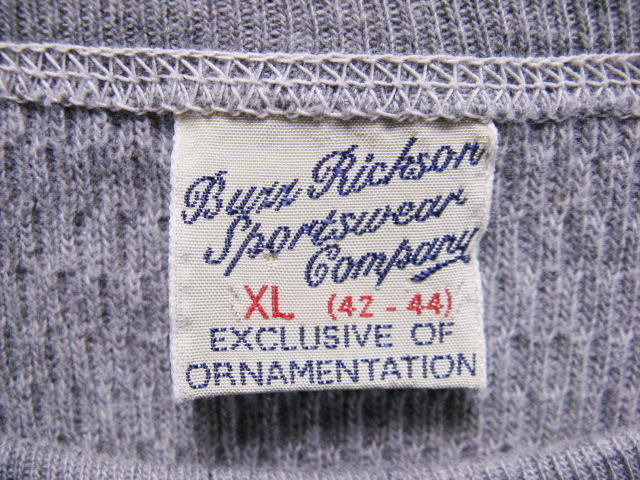 Buzz Rickson
Sportswear
Company
XL (42 - 44)
EXCLUSIVE OF
ORNAMENTATION